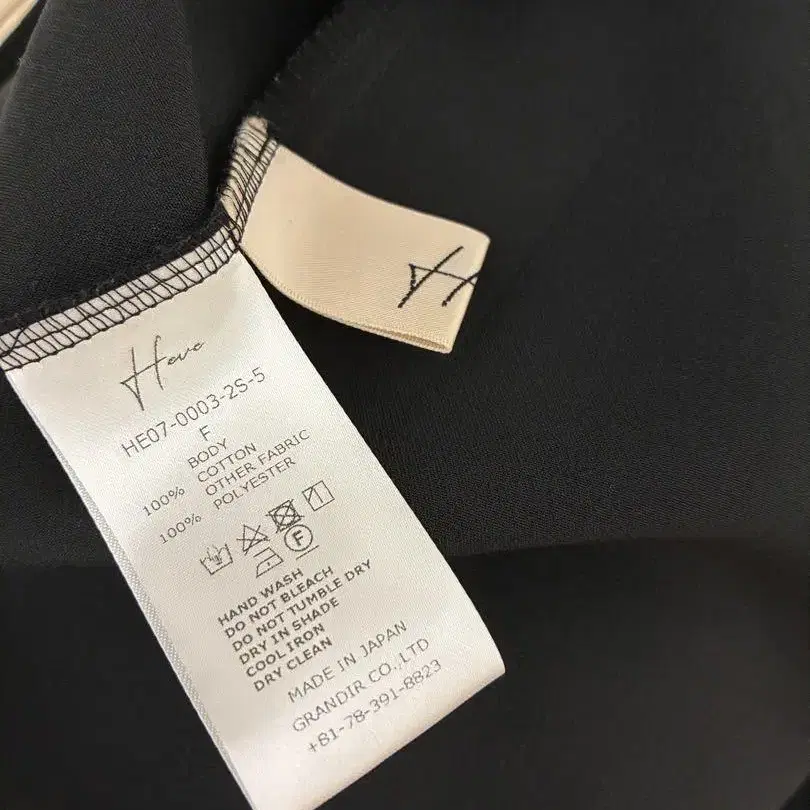 Heve
HE07-0003-2S-5
F
BODY
100% COTTON
OTHER FABRIC
100% POLYESTER
F
HAND WASH
DO NOT BLEACH
DO NOT TUMBLE DRY
DRY IN SHADE
COOL IRON
DRY CLEAN
MADE IN JAPAN
GRANDIR CO.,LTD
+81-78-391-8823